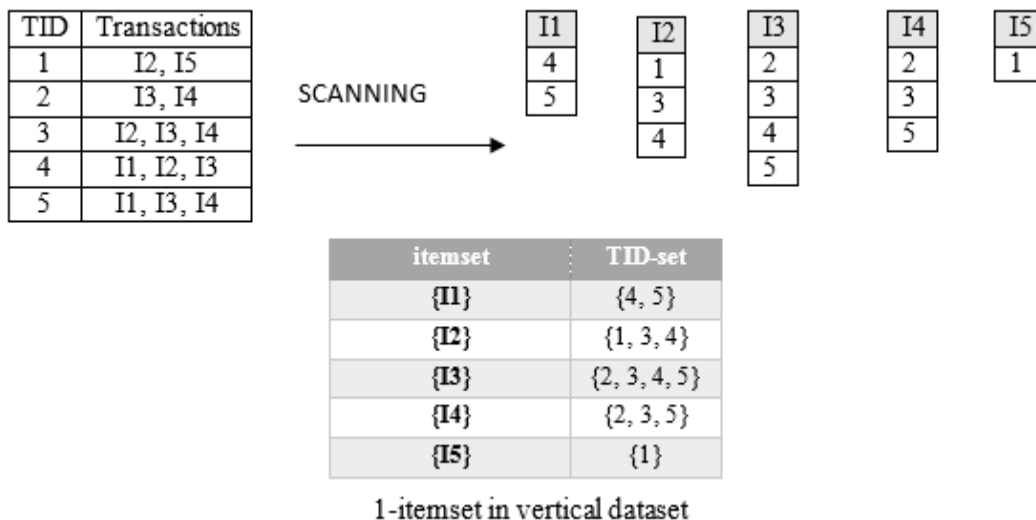 TID Transactions
1 I2, I5
2 I3, I4
3 I2, I3, I4
4 I1, I2, I3
5 I1, I3, I4
SCANNING
I1 I2 I3 I4 I5
4 1 2 2 1
5 3 3 3
4 4 5
5
itemset TID-set
{I1} {4, 5}
{I2} {1, 3, 4}
{I3} {2, 3, 4, 5}
{I4} {2, 3, 5}
{I5} {1}
1-itemset in vertical dataset